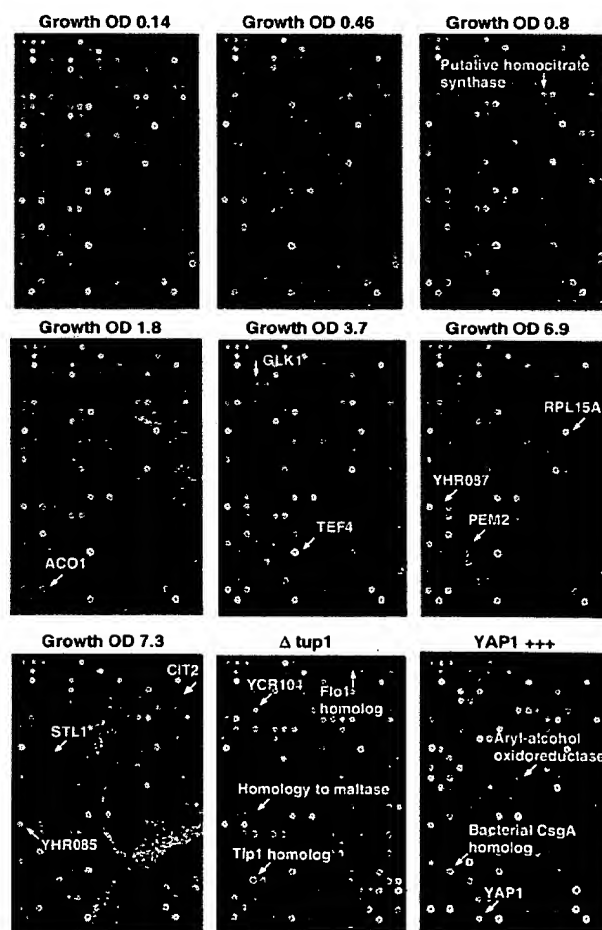 Growth OD 0.14
Growth OD 0.46
Growth OD 0.8
Putative homocitrate
synthase
Growth OD 1.8
Growth OD 3.7
Growth OD 6.9
GLK1*
RPL15A
YHR087
PEM2
TEF4
ACO1
Growth OD 7.3
Δ tup1
YAP1 +++
CIT2
YCR104
Flo1
homolog
STL1*
Aryl-alcohol
oxidoreductase
Homology to maltase
YHR085
Bacterial CsgA
homolog
Tip1 homolog
YAP1